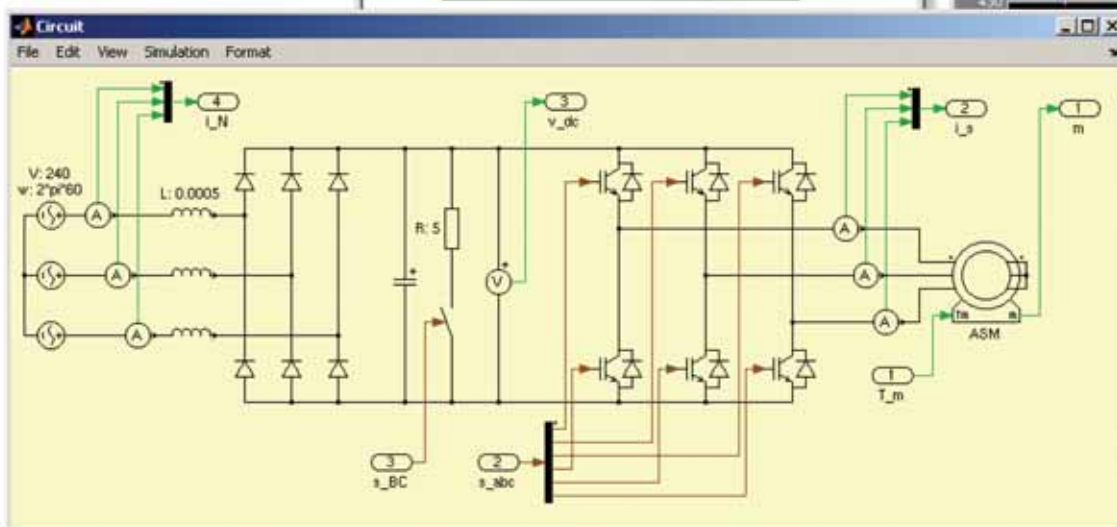 450
Circuit
File Edit View Simulation Format
4
i_N
3
v_dc
2
i_s
1
m
V: 240
w: 2*pi*60
L: 0.0005
A
A
A
R: 5
V
A
A
A
Tm
m
ASM
1
T_m
3
s_BC
2
s_abc